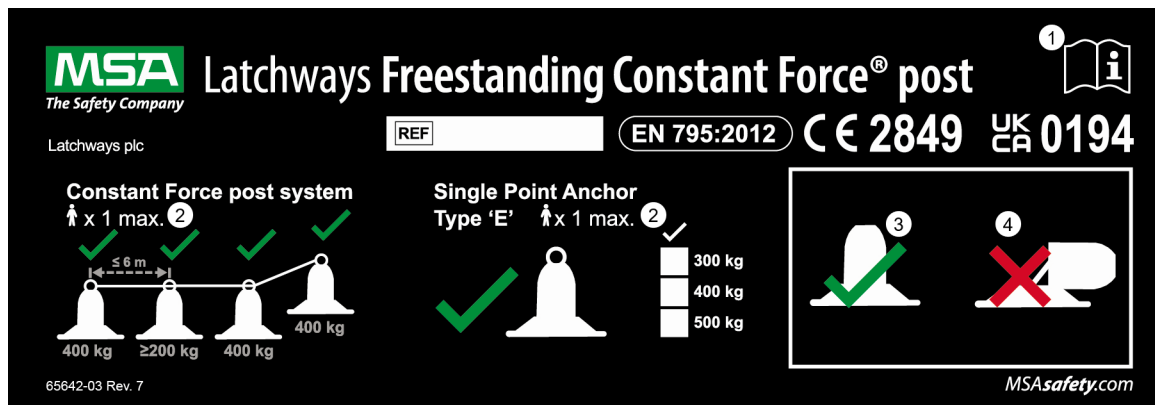 MSA
The Safety Company
Latchways Freestanding Constant Force® post
1
i
Latchways plc
REF
EN 795:2012
CE 2849
UK
CA 0194
Constant Force post system
x 1 max. 2
≤ 6 m
400 kg
≥200 kg
400 kg
400 kg
Single Point Anchor
Type ‘E’ x 1 max. 2
300 kg
400 kg
500 kg
3
4
65642-03 Rev. 7
MSAsafety.com